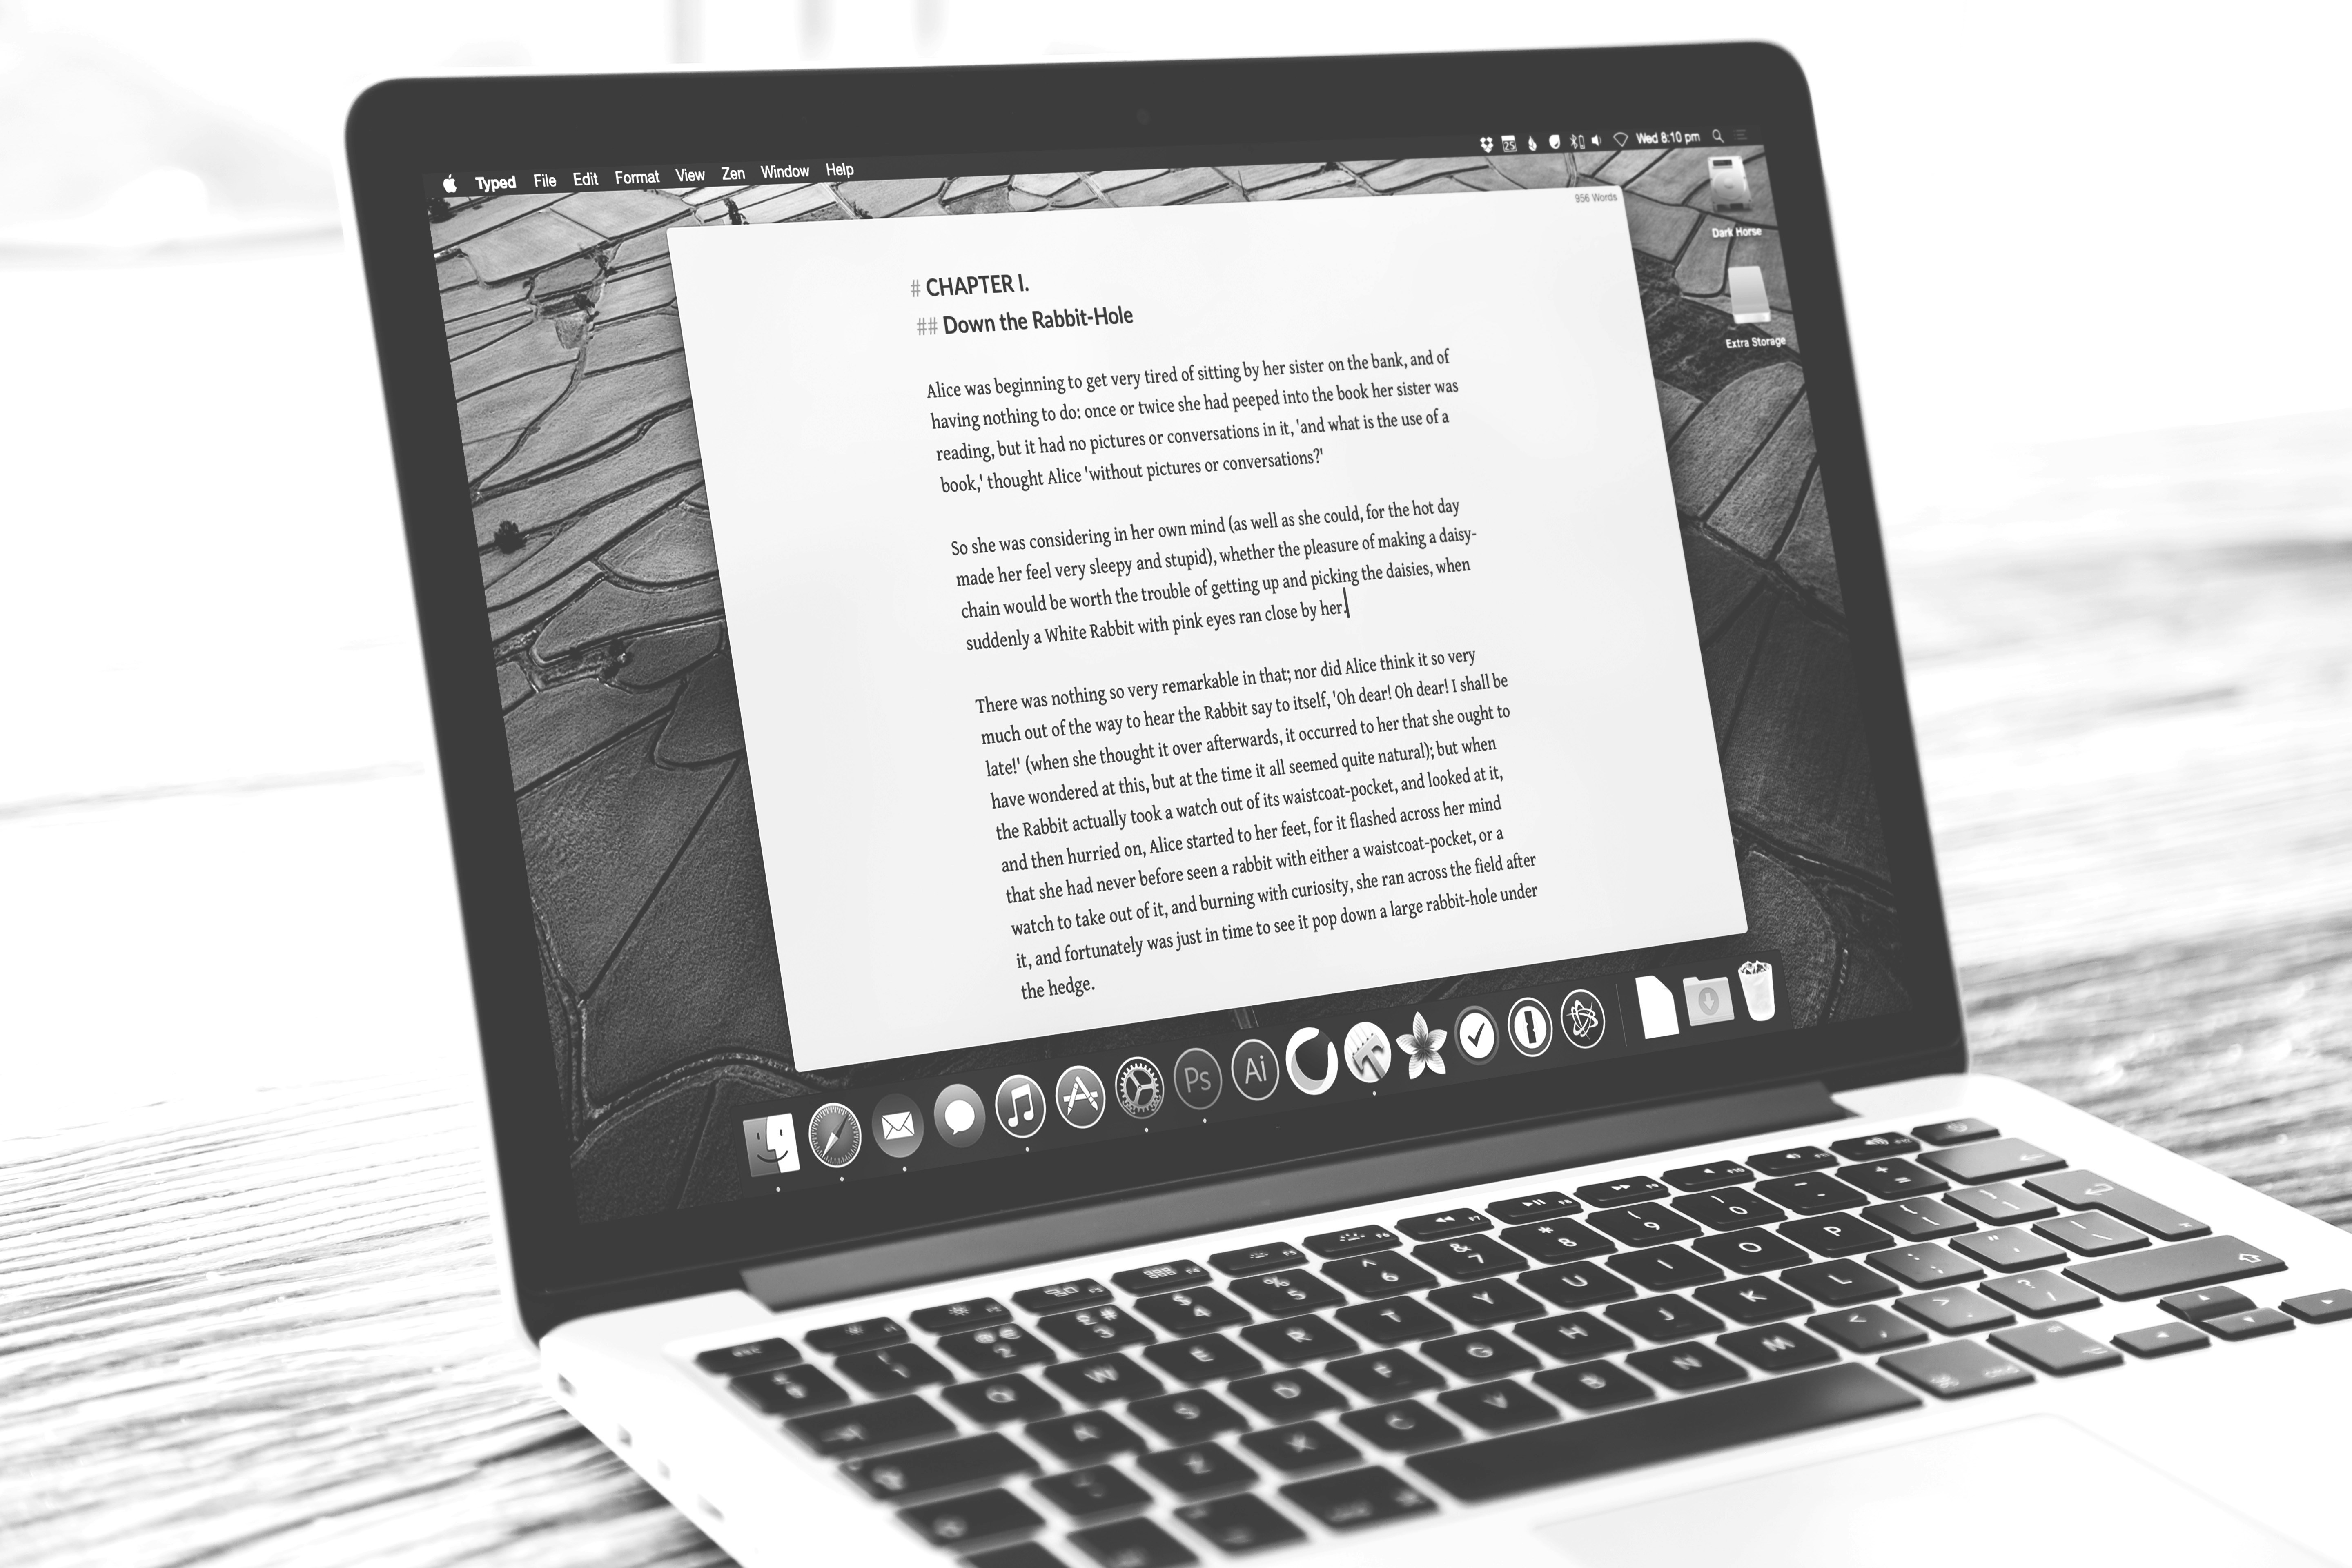 Typed File Edit Format View Zen Window Help
25 Wed 8:10 pm
956 Words
Dark Horse
Extra Storage
# CHAPTER I.
## Down the Rabbit-Hole
Alice was beginning to get very tired of sitting by her sister on the bank, and of
having nothing to do: once or twice she had peeped into the book her sister was
reading, but it had no pictures or conversations in it, 'and what is the use of a
book,' thought Alice 'without pictures or conversations?'
So she was considering in her own mind (as well as she could, for the hot day
made her feel very sleepy and stupid), whether the pleasure of making a daisy-
chain would be worth the trouble of getting up and picking the daisies, when
suddenly a White Rabbit with pink eyes ran close by her.
There was nothing so very remarkable in that; nor did Alice think it so very
much out of the way to hear the Rabbit say to itself, 'Oh dear! Oh dear! I shall be
late!' (when she thought it over afterwards, it occurred to her that she ought to
have wondered at this, but at the time it all seemed quite natural); but when
the Rabbit actually took a watch out of its waistcoat-pocket, and looked at it,
and then hurried on, Alice started to her feet, for it flashed across her mind
that she had never before seen a rabbit with either a waistcoat-pocket, or a
watch to take out of it, and burning with curiosity, she ran across the field after
it, and fortunately was just in time to see it pop down a large rabbit-hole under
the hedge.
Ps Ai
! 1 @ € 2 £ # 3 $ 4 % 5 ^ 6 & 7 * 8 ( 9 ) 0 _ - + =
Q W E R T Y U I O P { [ } ]
A S D F G H J K L : ; " ' | \
Z X C V B N M < , > . ? /
cmd